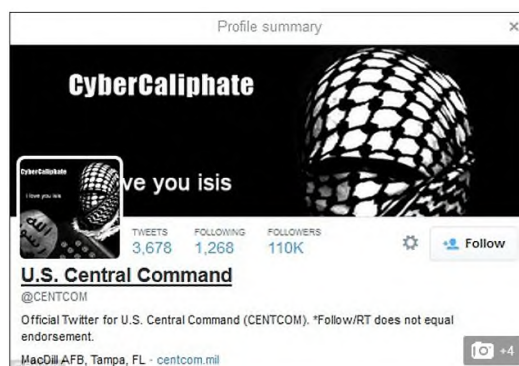 Profile summary
×
CyberCaliphate
ve you isis
CyberCaliphate
i love you isis
الله
رسول
TWEETS FOLLOWING FOLLOWERS
3,678 1,268 110K
Follow
U.S. Central Command
@CENTCOM
Official Twitter for U.S. Central Command (CENTCOM). *Follow/RT does not equal
endorsement.
MacDill AFB, Tampa, FL · centcom.mil
+4